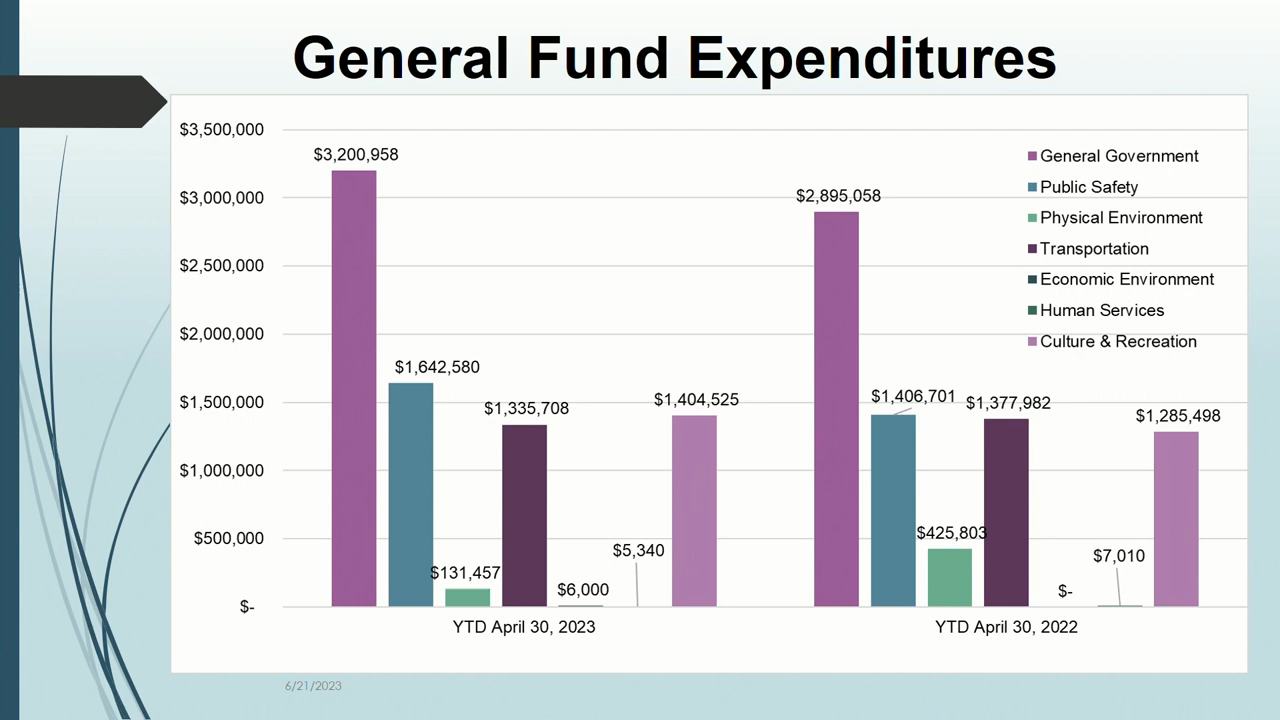 General Fund Expenditures
$3,500,000
$3,000,000
$2,500,000
$2,000,000
$1,500,000
$1,000,000
$500,000
$-
$3,200,958
$1,642,580
$131,457
$1,335,708
$6,000
$5,340
$1,404,525
$2,895,058
$1,406,701
$425,803
$1,377,982
$-
$7,010
$1,285,498
YTD April 30, 2023
YTD April 30, 2022
General Government
Public Safety
Physical Environment
Transportation
Economic Environment
Human Services
Culture & Recreation
6/21/2023